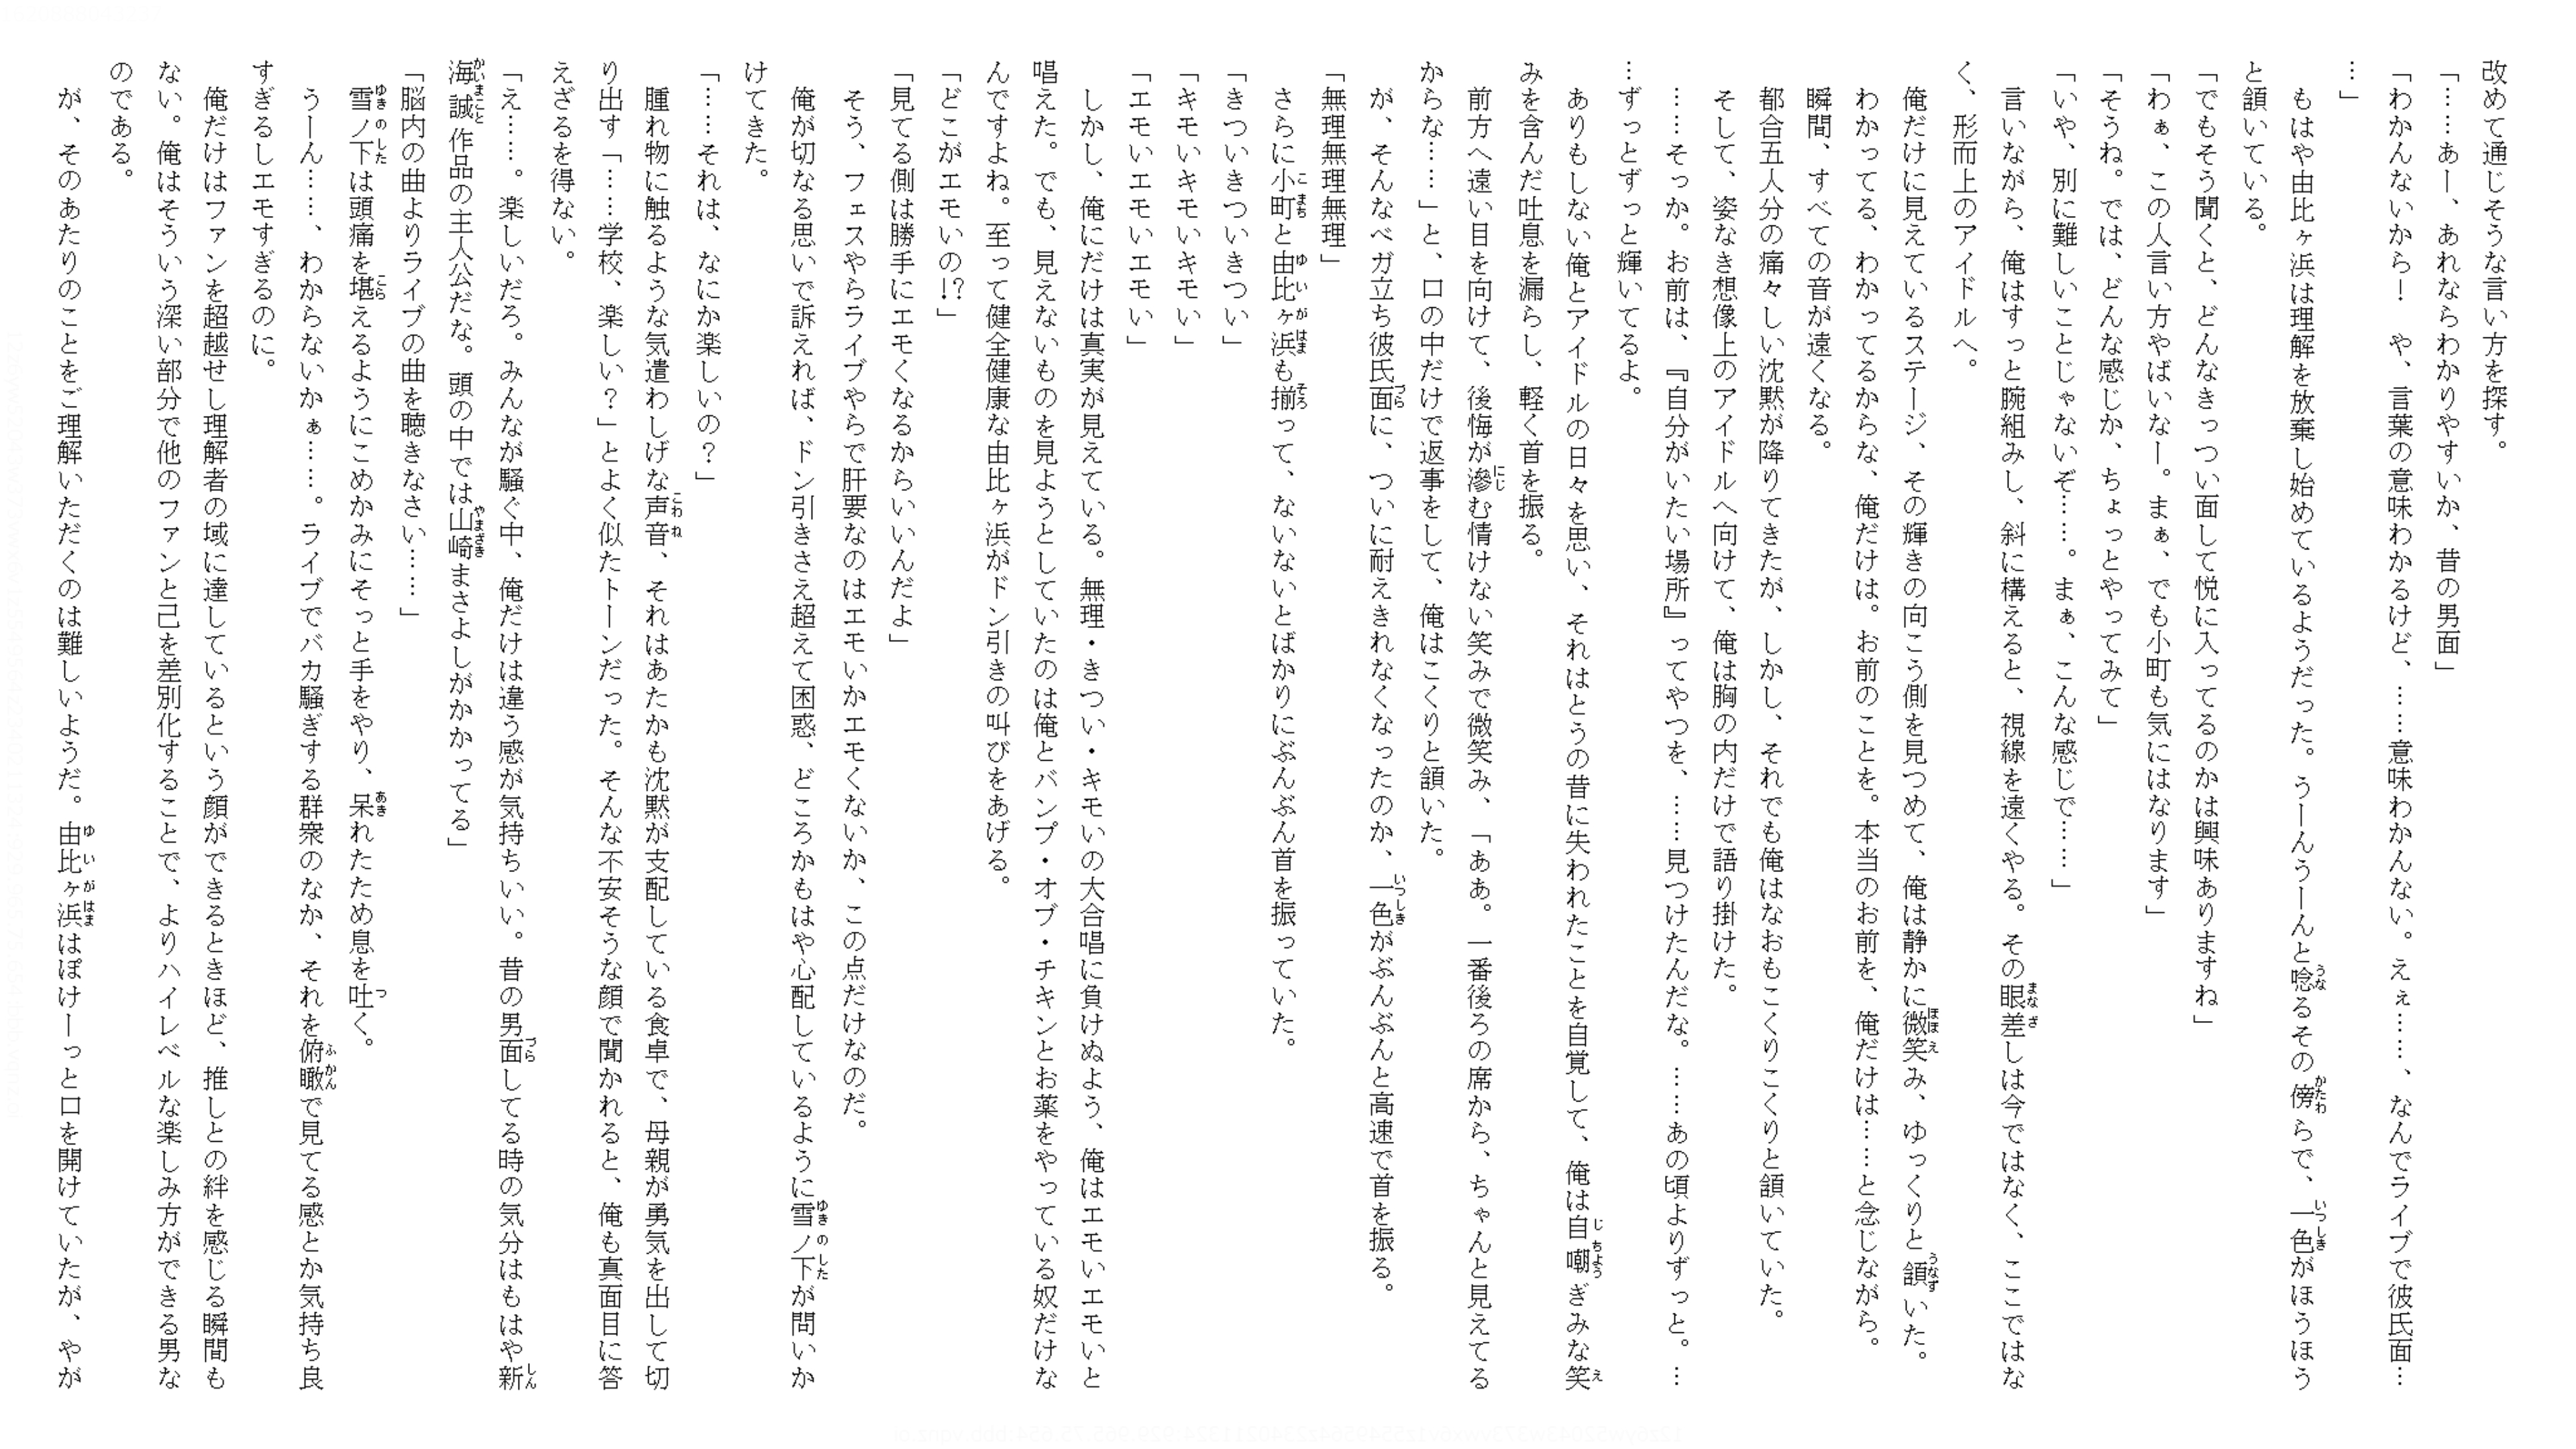 改めて通じそうな言い方を探す。
「……あー、あれならわかりやすいか、昔の男面」
「わかんないから！　や、言葉の意味わかるけど、……意味わかんない。えぇ……、なんでライブで彼氏面…
…」
　もはや由比ヶ浜は理解を放棄し始めているようだった。うーんうーんと唸るその傍らで、一色がほうほう
と頷いている。
「でもそう聞くと、どんなきっつい面して悦に入ってるのかは興味ありますね」
「わぁ、この人言い方やばいなー。まぁ、でも小町も気にはなります」
「そうね。では、どんな感じか、ちょっとやってみて」
「いや、別に難しいことじゃないぞ……。まぁ、こんな感じで……」
　言いながら、俺はすっと腕組みし、斜に構えると、視線を遠くやる。その眼差しは今ではなく、ここではな
く、形而上のアイドルへ。
　俺だけに見えているステージ、その輝きの向こう側を見つめて、俺は静かに微笑み、ゆっくりと頷いた。
　わかってる、わかってるからな、俺だけは。お前のことを。本当のお前を、俺だけは……と念じながら。
　瞬間、すべての音が遠くなる。
　都合五人分の痛々しい沈黙が降りてきたが、しかし、それでも俺はなおもこくりこくりと頷いていた。
　そして、姿なき想像上のアイドルへ向けて、俺は胸の内だけで語り掛けた。
　……そっか。お前は、『自分がいたい場所』ってやつを、……見つけたんだな。……あの頃よりずっと。…
…ずっとずっと輝いてるよ。
　ありもしない俺とアイドルの日々を思い、それはとうの昔に失われたことを自覚して、俺は自嘲ぎみな笑
みを含んだ吐息を漏らし、軽く首を振る。
　前方へ遠い目を向けて、後悔が滲む情けない笑みで微笑み、「ああ。一番後ろの席から、ちゃんと見えてる
からな……」と、口の中だけで返事をして、俺はこくりと頷いた。
　が、そんなベガ立ち彼氏面に、ついに耐えきれなくなったのか、一色がぶんぶんと高速で首を振る。
「無理無理無理」
　さらに小町と由比ヶ浜も揃って、ないないとばかりにぶんぶん首を振っていた。
「きついきついきつい」
「キモいキモいキモい」
「エモいエモいエモい」
　しかし、俺にだけは真実が見えている。無理・きつい・キモいの大合唱に負けぬよう、俺はエモいエモいと
唱えた。でも、見えないものを見ようとしていたのは俺とバンプ・オブ・チキンとお薬をやっている奴だけな
んですよね。至って健全健康な由比ヶ浜がドン引きの叫びをあげる。
「どこがエモいの!?」
「見てる側は勝手にエモくなるからいいんだよ」
　そう、フェスやらライブやらで肝要なのはエモいかエモくないか、この点だけなのだ。
　俺が切なる思いで訴えれば、ドン引きさえ超えて困惑、どころかもはや心配しているように雪ノ下が問いか
けてきた。
「……それは、なにか楽しいの？」
　腫れ物に触るような気遣わしげな声音、それはあたかも沈黙が支配している食卓で、母親が勇気を出して切
り出す「……学校、楽しい？」とよく似たトーンだった。そんな不安そうな顔で聞かれると、俺も真面目に答
えざるを得ない。
「え……。楽しいだろ。みんなが騒ぐ中、俺だけは違う感が気持ちいい。昔の男面してる時の気分はもはや新
海誠作品の主人公だな。頭の中では山崎まさよしがかかってる」
「脳内の曲よりライブの曲を聴きなさい……」
　雪ノ下は頭痛を堪えるようにこめかみにそっと手をやり、呆れたため息を吐く。
　うーん……、わからないかぁ……。ライブでバカ騒ぎする群衆のなか、それを俯瞰で見てる感とか気持ち良
すぎるしエモすぎるのに。
　俺だけはファンを超越せし理解者の域に達しているという顔ができるときほど、推しとの絆を感じる瞬間も
ない。俺はそういう深い部分で他のファンと己を差別化することで、よりハイレベルな楽しみ方ができる男な
のである。
　が、そのあたりのことをご理解いただくのは難しいようだ。由比ヶ浜はぽけーっと口を開けていたが、やが